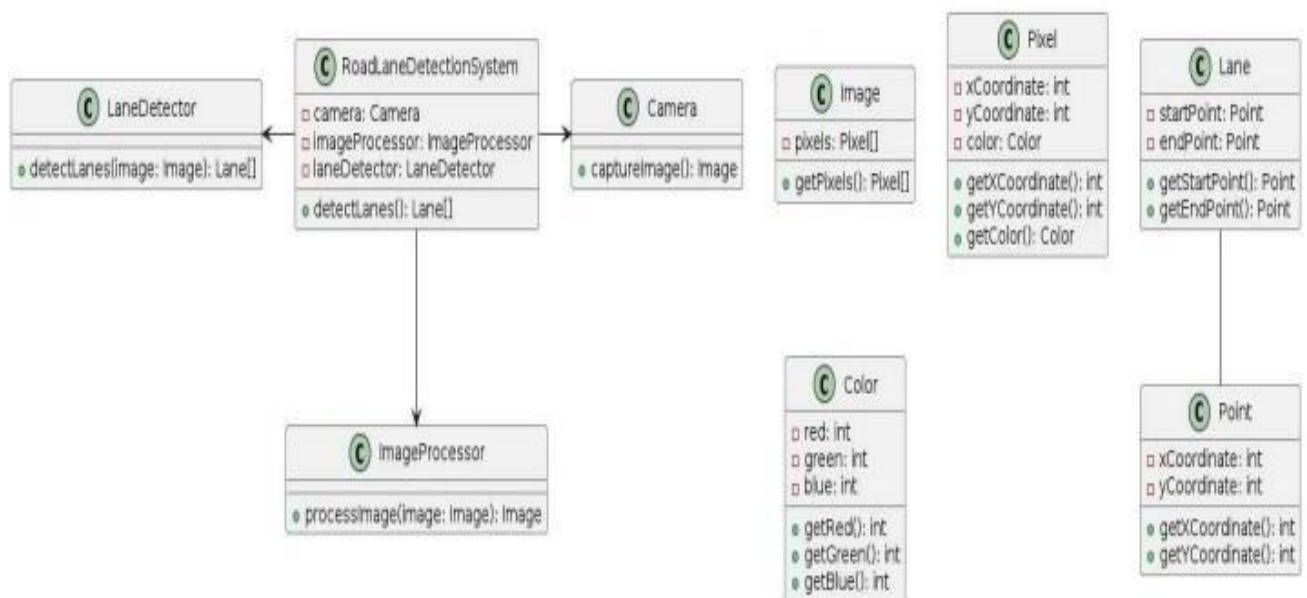 C LaneDetector
detectLanes(image: Image): Lane[]
C RoadLaneDetectionSystem
camera: Camera
imageProcessor: ImageProcessor
laneDetector: LaneDetector
detectLanes(): Lane[]
C Camera
captureImage(): Image
C Image
pixels: Pixel[]
getPixels(): Pixel[]
C Pixel
xCoordinate: int
yCoordinate: int
color: Color
getXCoordinate(): int
getYCoordinate(): int
getColor(): Color
C Lane
startPoint: Point
endPoint: Point
getStartPoint(): Point
getEndPoint(): Point
C ImageProcessor
processImage(image: Image): Image
C Color
red: int
green: int
blue: int
getRed(): int
getGreen(): int
getBlue(): int
C Point
xCoordinate: int
yCoordinate: int
getXCoordinate(): int
getYCoordinate(): int